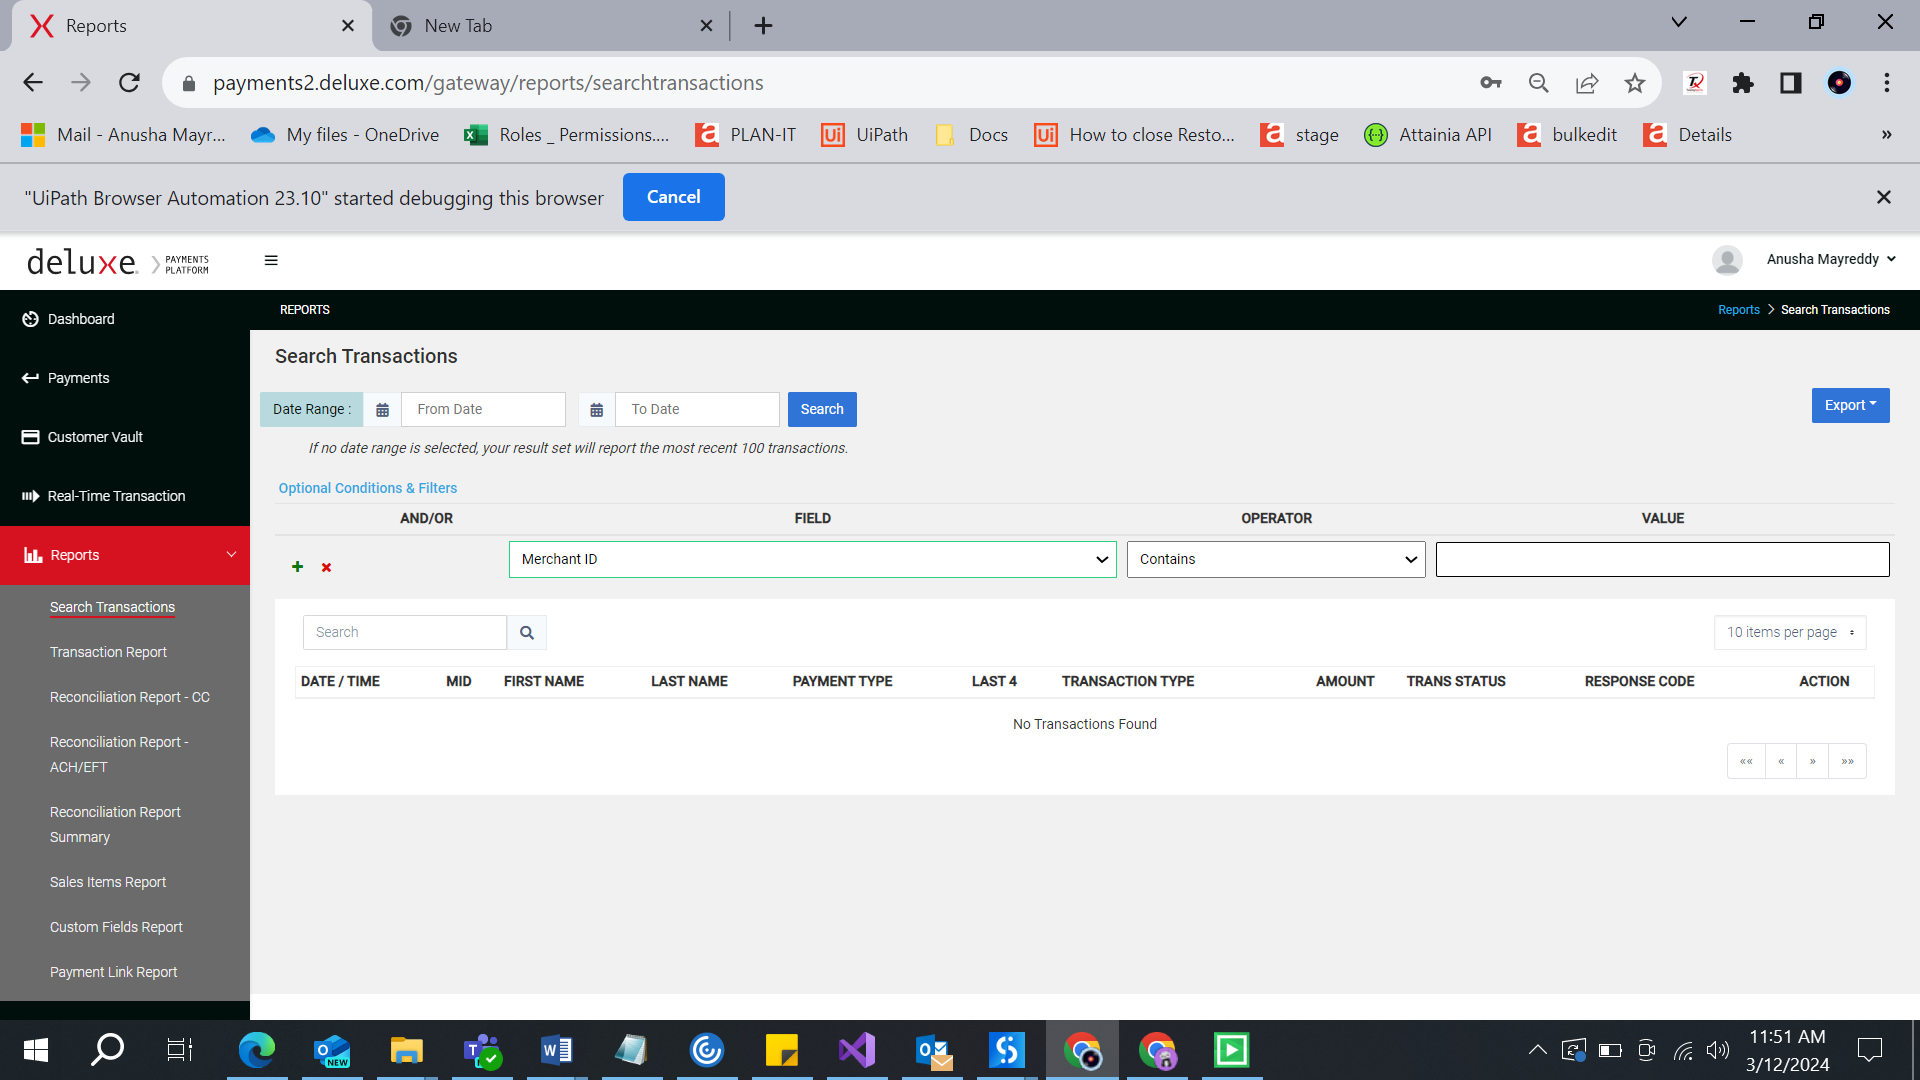 Reports
New Tab
payments2.deluxe.com/gateway/reports/searchtransactions
Mail - Anusha Mayr...
My files - OneDrive
Roles _ Permissions....
PLAN-IT
UiPath
Docs
How to close Resto...
stage
Attainia API
bulkedit
Details
»
"UiPath Browser Automation 23.10" started debugging this browser
Cancel
deluxe.
PAYMENTS
PLATFORM
Anusha Mayreddy
Dashboard
Payments
Customer Vault
Real-Time Transaction
Reports
Search Transactions
Transaction Report
Reconciliation Report - CC
Reconciliation Report -
ACH/EFT
Reconciliation Report
Summary
Sales Items Report
Custom Fields Report
Payment Link Report
REPORTS
Reports > Search Transactions
Search Transactions
Date Range :
From Date
To Date
Search
Export
If no date range is selected, your result set will report the most recent 100 transactions.
Optional Conditions & Filters
AND/OR FIELD OPERATOR VALUE
Merchant ID
Contains
Search
10 items per page
DATE / TIME MID FIRST NAME LAST NAME PAYMENT TYPE LAST 4 TRANSACTION TYPE AMOUNT TRANS STATUS RESPONSE CODE ACTION
No Transactions Found
«« « » »»
NEW
11:51 AM
3/12/2024